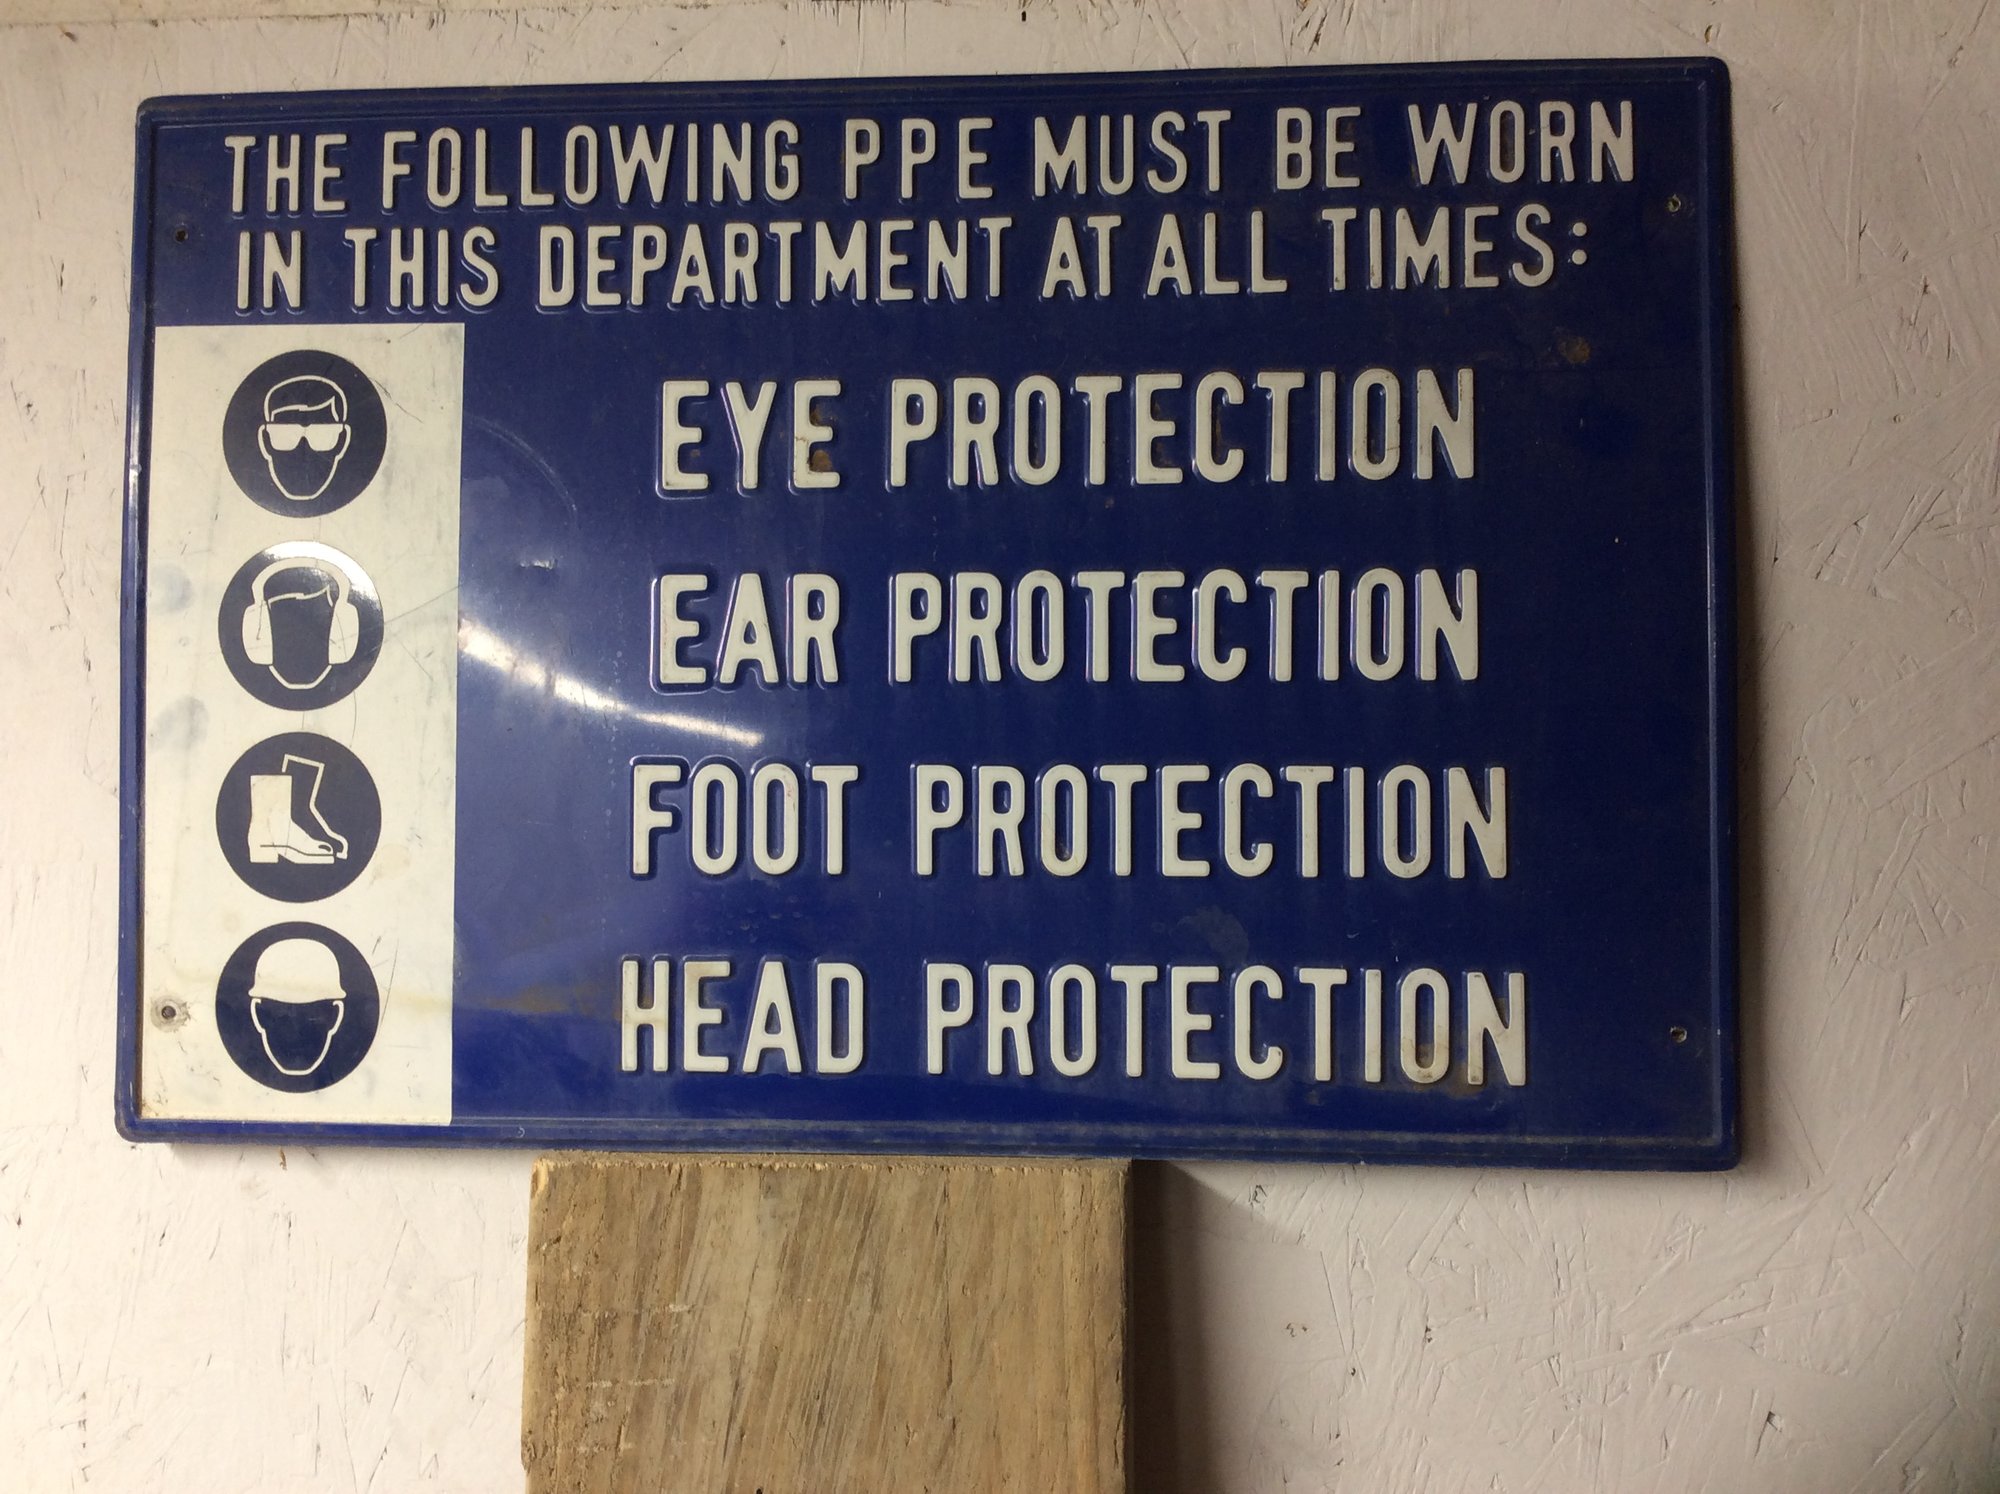 THE FOLLOWING PPE MUST BE WORN
IN THIS DEPARTMENT AT ALL TIMES:
EYE PROTECTION
EAR PROTECTION
FOOT PROTECTION
HEAD PROTECTION